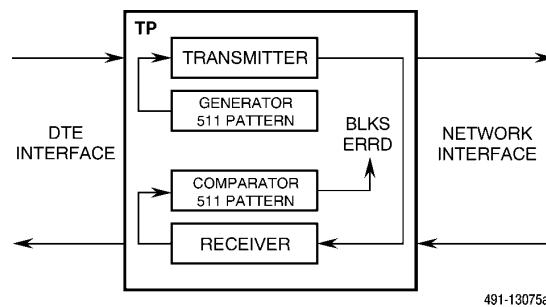 TP
TRANSMITTER
GENERATOR
511 PATTERN
DTE
INTERFACE
BLKS
ERRD
NETWORK
INTERFACE
COMPARATOR
511 PATTERN
RECEIVER
491-13075a